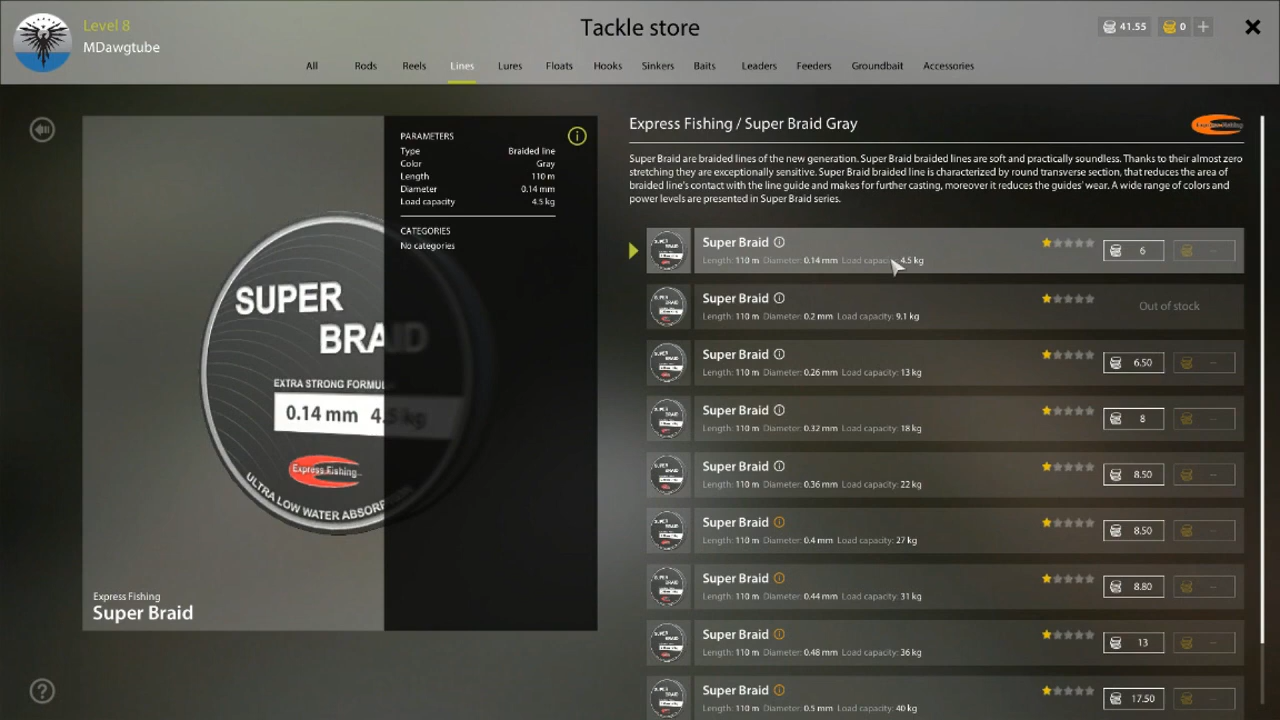 Level 8
MDawgtube
Tackle store
41.55
0
All Rods Reels Lines Lures Floats Hooks Sinkers Baits Leaders Feeders Groundbait Accessories
SUPER
BRAID
EXTRA STRONG FORMUL
0.14 mm 4.5 kg
Express Fishing
ULTRA LOW WATER ABSORP
Express Fishing
Super Braid
PARAMETERS
Type Braided line
Color Gray
Length 110 m
Diameter 0.14 mm
Load capacity 4.5 kg
CATEGORIES
No categories
Express Fishing / Super Braid Gray
Express Fishing
Super Braid are braided lines of the new generation. Super Braid braided lines are soft and practically soundless. Thanks to their almost zero
stretching they are exceptionally sensitive. Super Braid braided line is characterized by round transverse section, that reduces the area of
braided line's contact with the line guide and makes for further casting, moreover it reduces the guides' wear. A wide range of colors and
power levels are presented in Super Braid series.
Super Braid
Length: 110 m Diameter: 0.14 mm Load capac 4.5 kg
6
Super Braid
Length: 110 m Diameter: 0.2 mm Load capacity: 9.1 kg
Out of stock
Super Braid
Length: 110 m Diameter: 0.26 mm Load capacity: 13 kg
6.50
Super Braid
Length: 110 m Diameter: 0.32 mm Load capacity: 18 kg
8
Super Braid
Length: 110 m Diameter: 0.36 mm Load capacity: 22 kg
8.50
Super Braid
Length: 110 m Diameter: 0.4 mm Load capacity: 27 kg
8.50
Super Braid
Length: 110 m Diameter: 0.44 mm Load capacity: 31 kg
8.80
Super Braid
Length: 110 m Diameter: 0.48 mm Load capacity: 36 kg
13
Super Braid
Length: 110 m Diameter: 0.5 mm Load capacity: 40 kg
17.50